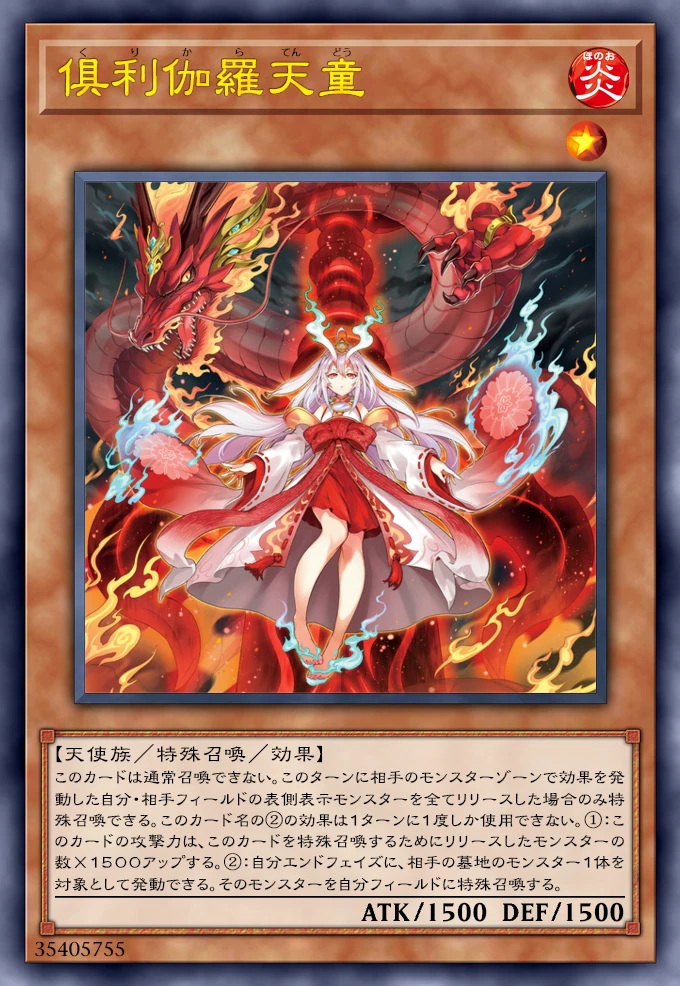 くりからてんどう
倶利伽羅天童
ほのお
炎
【天使族／特殊召喚／効果】
このカードは通常召喚できない。このターンに相手のモンスターゾーンで効果を発
動した自分・相手フィールドの表側表示モンスターを全てリリースした場合のみ特
殊召喚できる。このカード名の②の効果は１ターンに１度しか使用できない。①：こ
のカードの攻撃力は、このカードを特殊召喚するためにリリースしたモンスターの
数×１５００アップする。②：自分エンドフェイズに、相手の墓地のモンスター１体を
対象として発動できる。そのモンスターを自分フィールドに特殊召喚する。
ATK/1500 DEF/1500
35405755